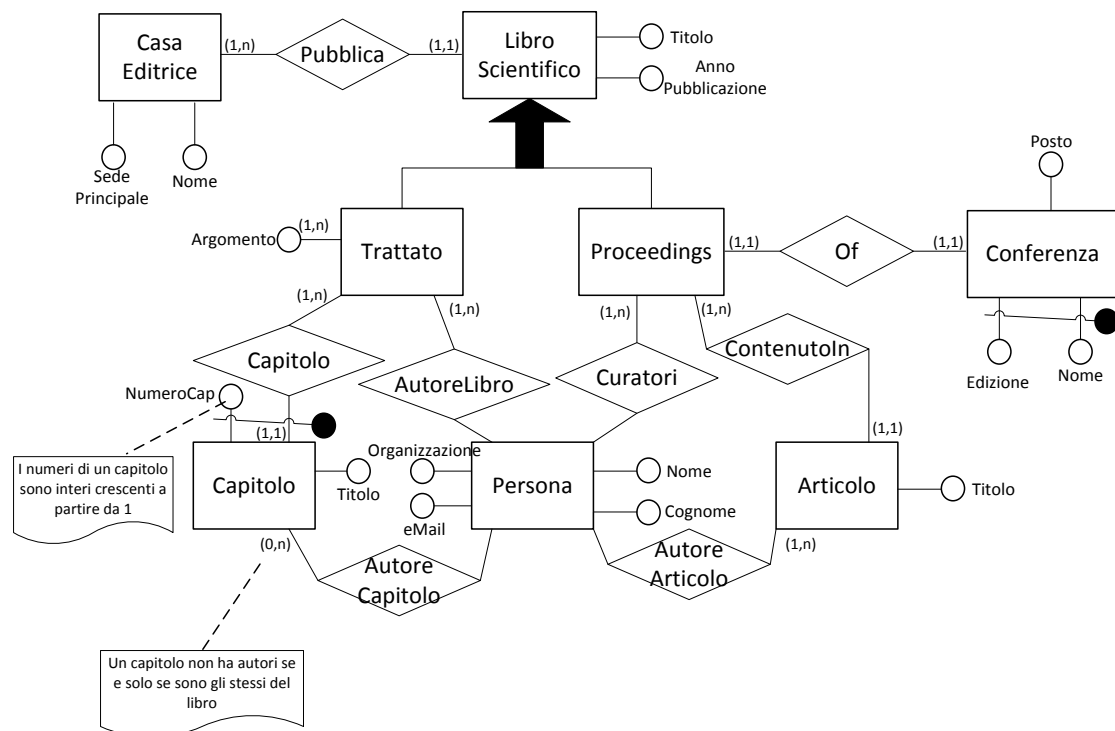 Casa
Editrice
(1,n)
Pubblica
(1,1)
Libro
Scientifico
Titolo
Anno
Pubblicazione
Sede
Principale
Nome
Posto
Argomento
(1,n)
Trattato
Proceedings
(1,1)
Of
(1,1)
Conferenza
(1,n)
(1,n)
(1,n)
(1,n)
Capitolo
AutoreLibro
Curatori
ContenutoIn
Edizione
Nome
NumeroCap
(1,1)
(1,1)
I numeri di un capitolo
sono interi crescenti a
partire da 1
Capitolo
Titolo
Organizzazione
eMail
Persona
Nome
Cognome
Articolo
Titolo
(0,n)
Autore
Capitolo
Autore
Articolo
(1,n)
Un capitolo non ha autori se
e solo se sono gli stessi del
libro